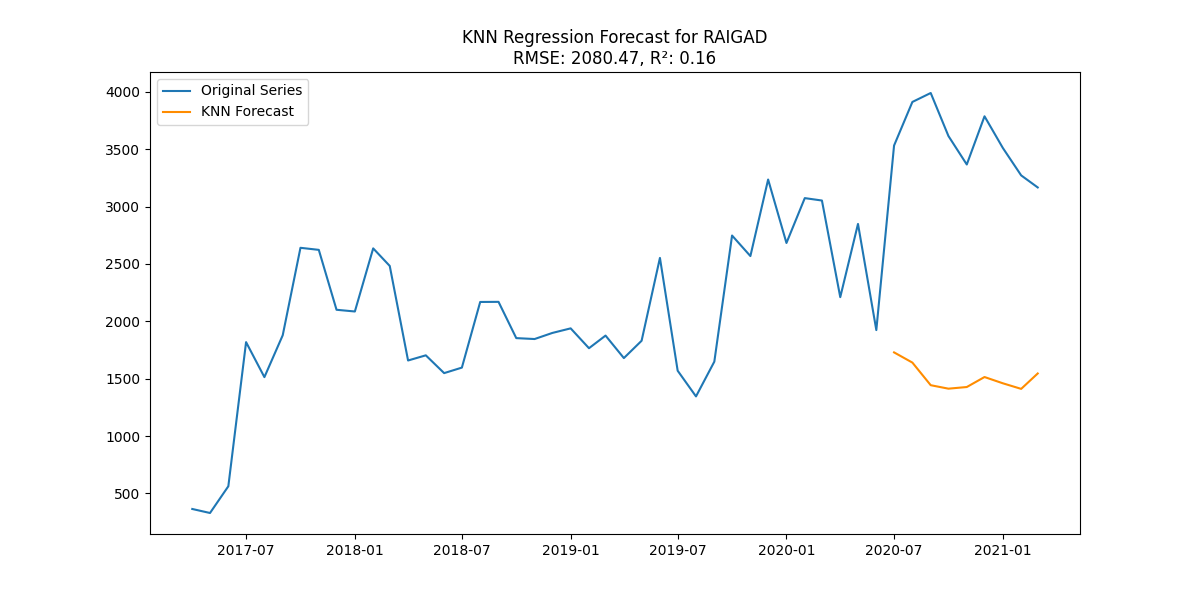 KNN Regression Forecast for RAIGAD
RMSE: 2080.47, R²: 0.16
Original Series
KNN Forecast
4000
3500
3000
2500
2000
1500
1000
500
2017-07 2018-01 2018-07 2019-01 2019-07 2020-01 2020-07 2021-01